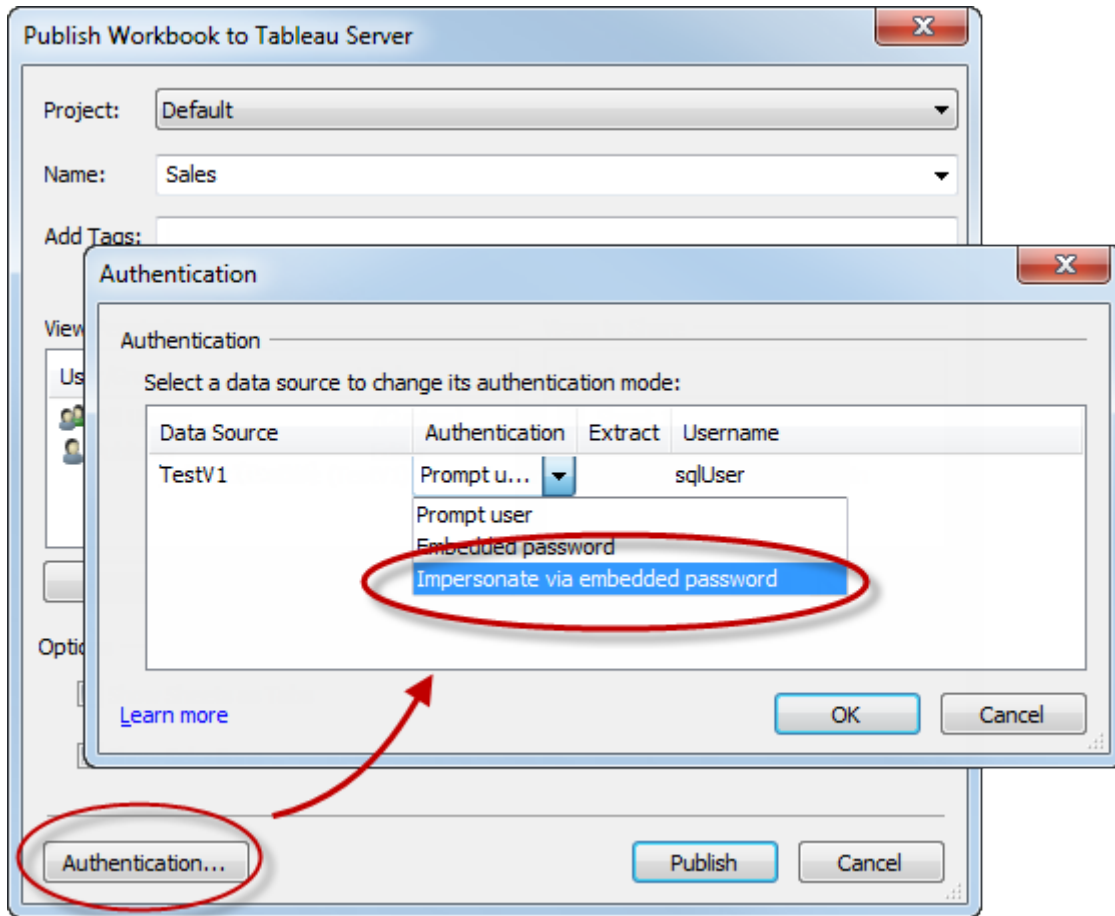 Publish Workbook to Tableau Server
Project: Default
Name: Sales
Add Tags:
Authentication
View
Authentication
Us
Select a data source to change its authentication mode:
Data Source Authentication Extract Username
TestV1 Prompt u... sqlUser
Prompt user
Embedded password
Impersonate via embedded password
Optio
Learn more OK Cancel
Authentication... Publish Cancel